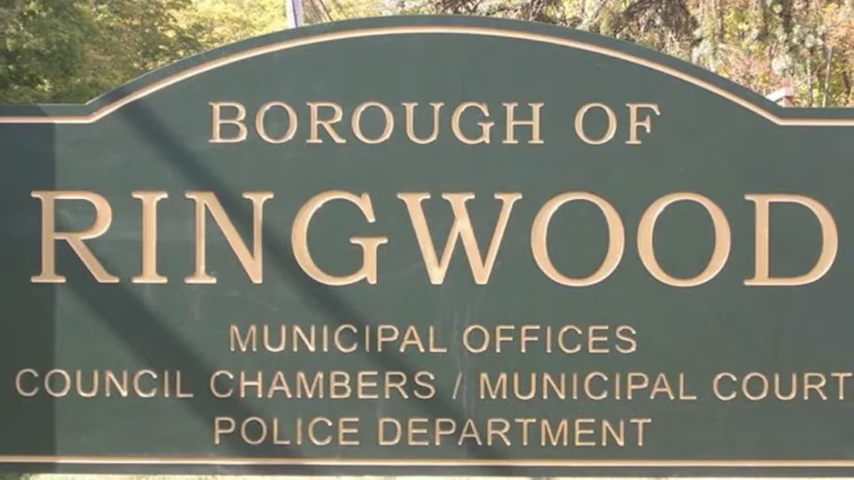 BOROUGH OF
RINGWOOD
MUNICIPAL OFFICES
COUNCIL CHAMBERS / MUNICIPAL COURT
POLICE DEPARTMENT